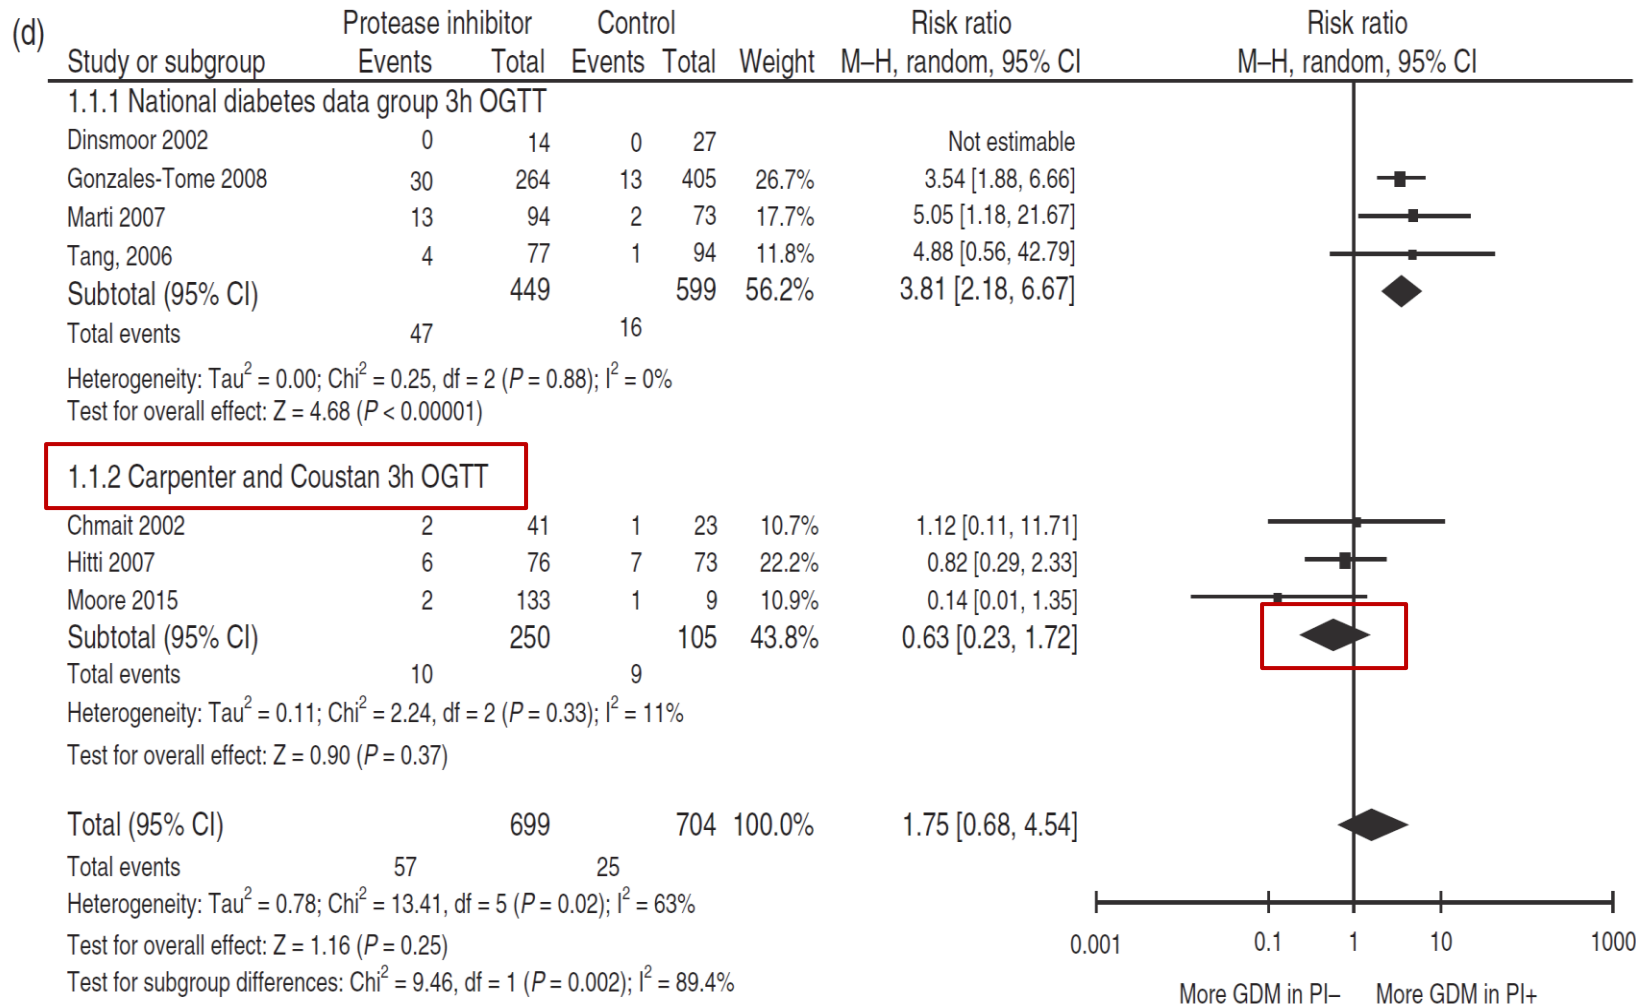 (d)
Protease inhibitor Control Risk ratio Risk ratio
Study or subgroup Events Total Events Total Weight M–H, random, 95% CI M–H, random, 95% CI
1.1.1 National diabetes data group 3h OGTT
Dinsmoor 2002 0 14 0 27 Not estimable
Gonzales-Tome 2008 30 264 13 405 26.7% 3.54 [1.88, 6.66]
Marti 2007 13 94 2 73 17.7% 5.05 [1.18, 21.67]
Tang, 2006 4 77 1 94 11.8% 4.88 [0.56, 42.79]
Subtotal (95% CI) 449 599 56.2% 3.81 [2.18, 6.67]
Total events 47 16
Heterogeneity: Tau² = 0.00; Chi² = 0.25, df = 2 (P = 0.88); I² = 0%
Test for overall effect: Z = 4.68 (P < 0.00001)
1.1.2 Carpenter and Coustan 3h OGTT
Chmait 2002 2 41 1 23 10.7% 1.12 [0.11, 11.71]
Hitti 2007 6 76 7 73 22.2% 0.82 [0.29, 2.33]
Moore 2015 2 133 1 9 10.9% 0.14 [0.01, 1.35]
Subtotal (95% CI) 250 105 43.8% 0.63 [0.23, 1.72]
Total events 10 9
Heterogeneity: Tau² = 0.11; Chi² = 2.24, df = 2 (P = 0.33); I² = 11%
Test for overall effect: Z = 0.90 (P = 0.37)
Total (95% CI) 699 704 100.0% 1.75 [0.68, 4.54]
Total events 57 25
Heterogeneity: Tau² = 0.78; Chi² = 13.41, df = 5 (P = 0.02); I² = 63%
Test for overall effect: Z = 1.16 (P = 0.25)
Test for subgroup differences: Chi² = 9.46, df = 1 (P = 0.002); I² = 89.4%
0.001 0.1 1 10 1000
More GDM in PI– More GDM in PI+